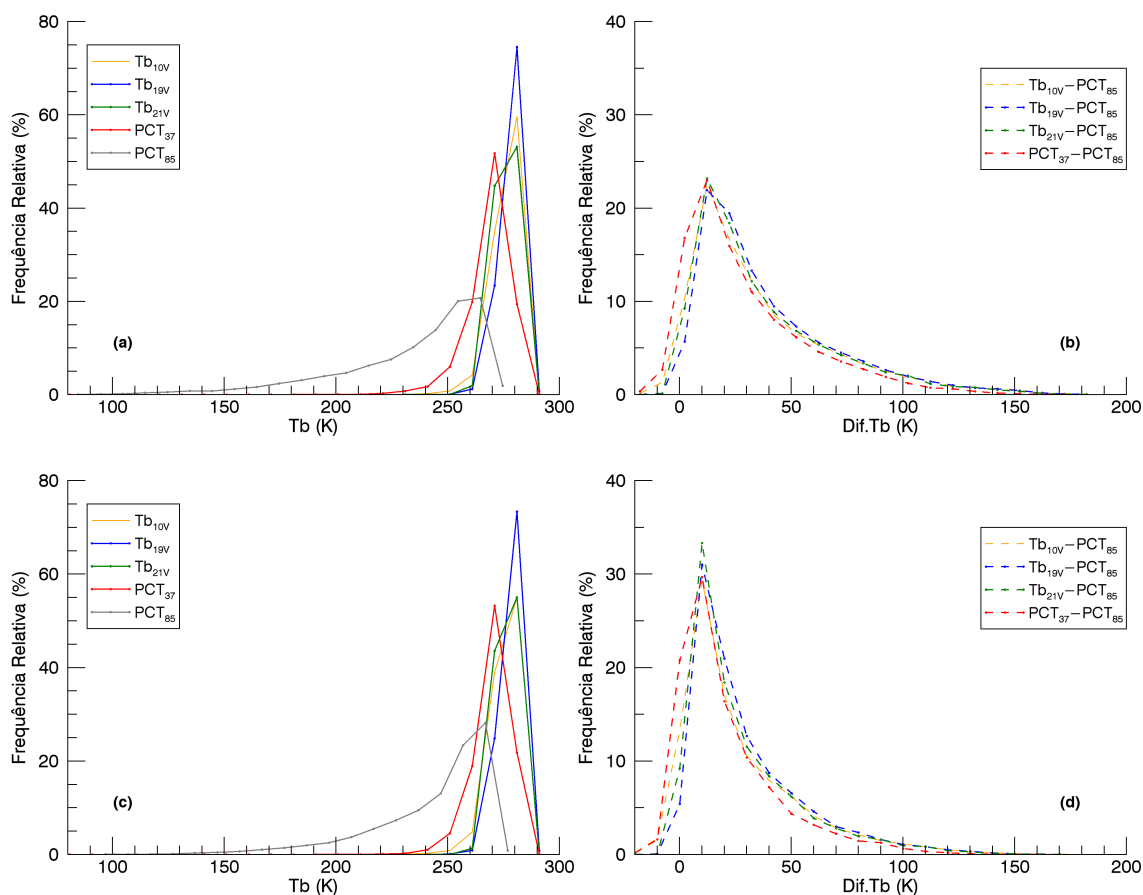 80
60
40
20
0
Frequência Relativa (%)
Tb10V
Tb19V
Tb21V
PCT37
PCT85
(a)
100
150
200
250
300
Tb (K)
40
30
20
10
0
Frequência Relativa (%)
Tb10V−PCT85
Tb19V−PCT85
Tb21V−PCT85
PCT37−PCT85
(b)
0
50
100
150
200
Dif.Tb (K)
80
60
40
20
0
Frequência Relativa (%)
Tb10V
Tb19V
Tb21V
PCT37
PCT85
(c)
100
150
200
250
300
Tb (K)
40
30
20
10
0
Frequência Relativa (%)
Tb10V−PCT85
Tb19V−PCT85
Tb21V−PCT85
PCT37−PCT85
(d)
0
50
100
150
200
Dif.Tb (K)